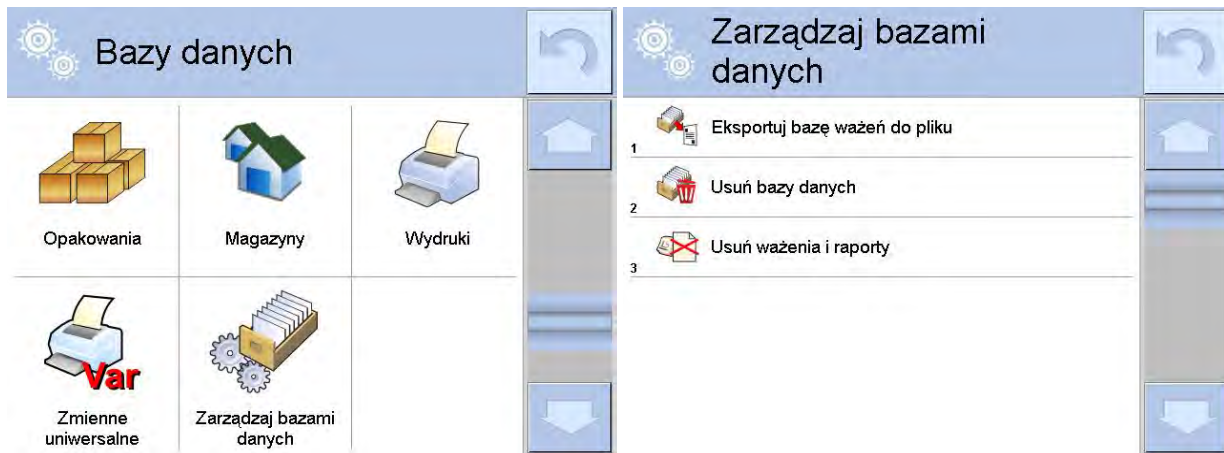 Bazy danych
Opakowania
Magazyny
Wydruki
Var
Zmienne
uniwersalne
Zarządzaj bazami
danych
Zarządzaj bazami
danych
1 Eksportuj bazę ważeń do pliku
2 Usuń bazy danych
3 Usuń ważenia i raporty